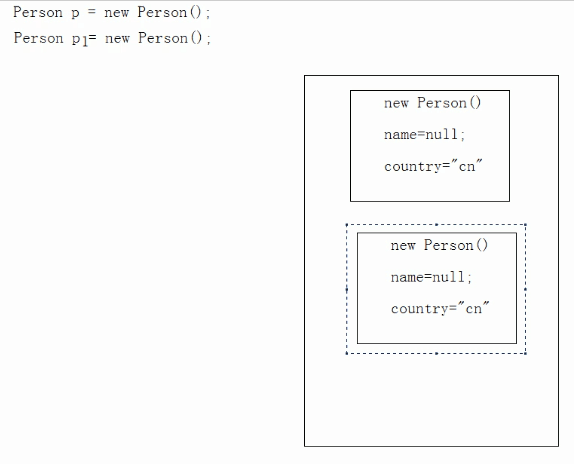 Person p = new Person();
Person p1= new Person();
new Person()
name=null;
country="cn"
new Person()
name=null;
country="cn"